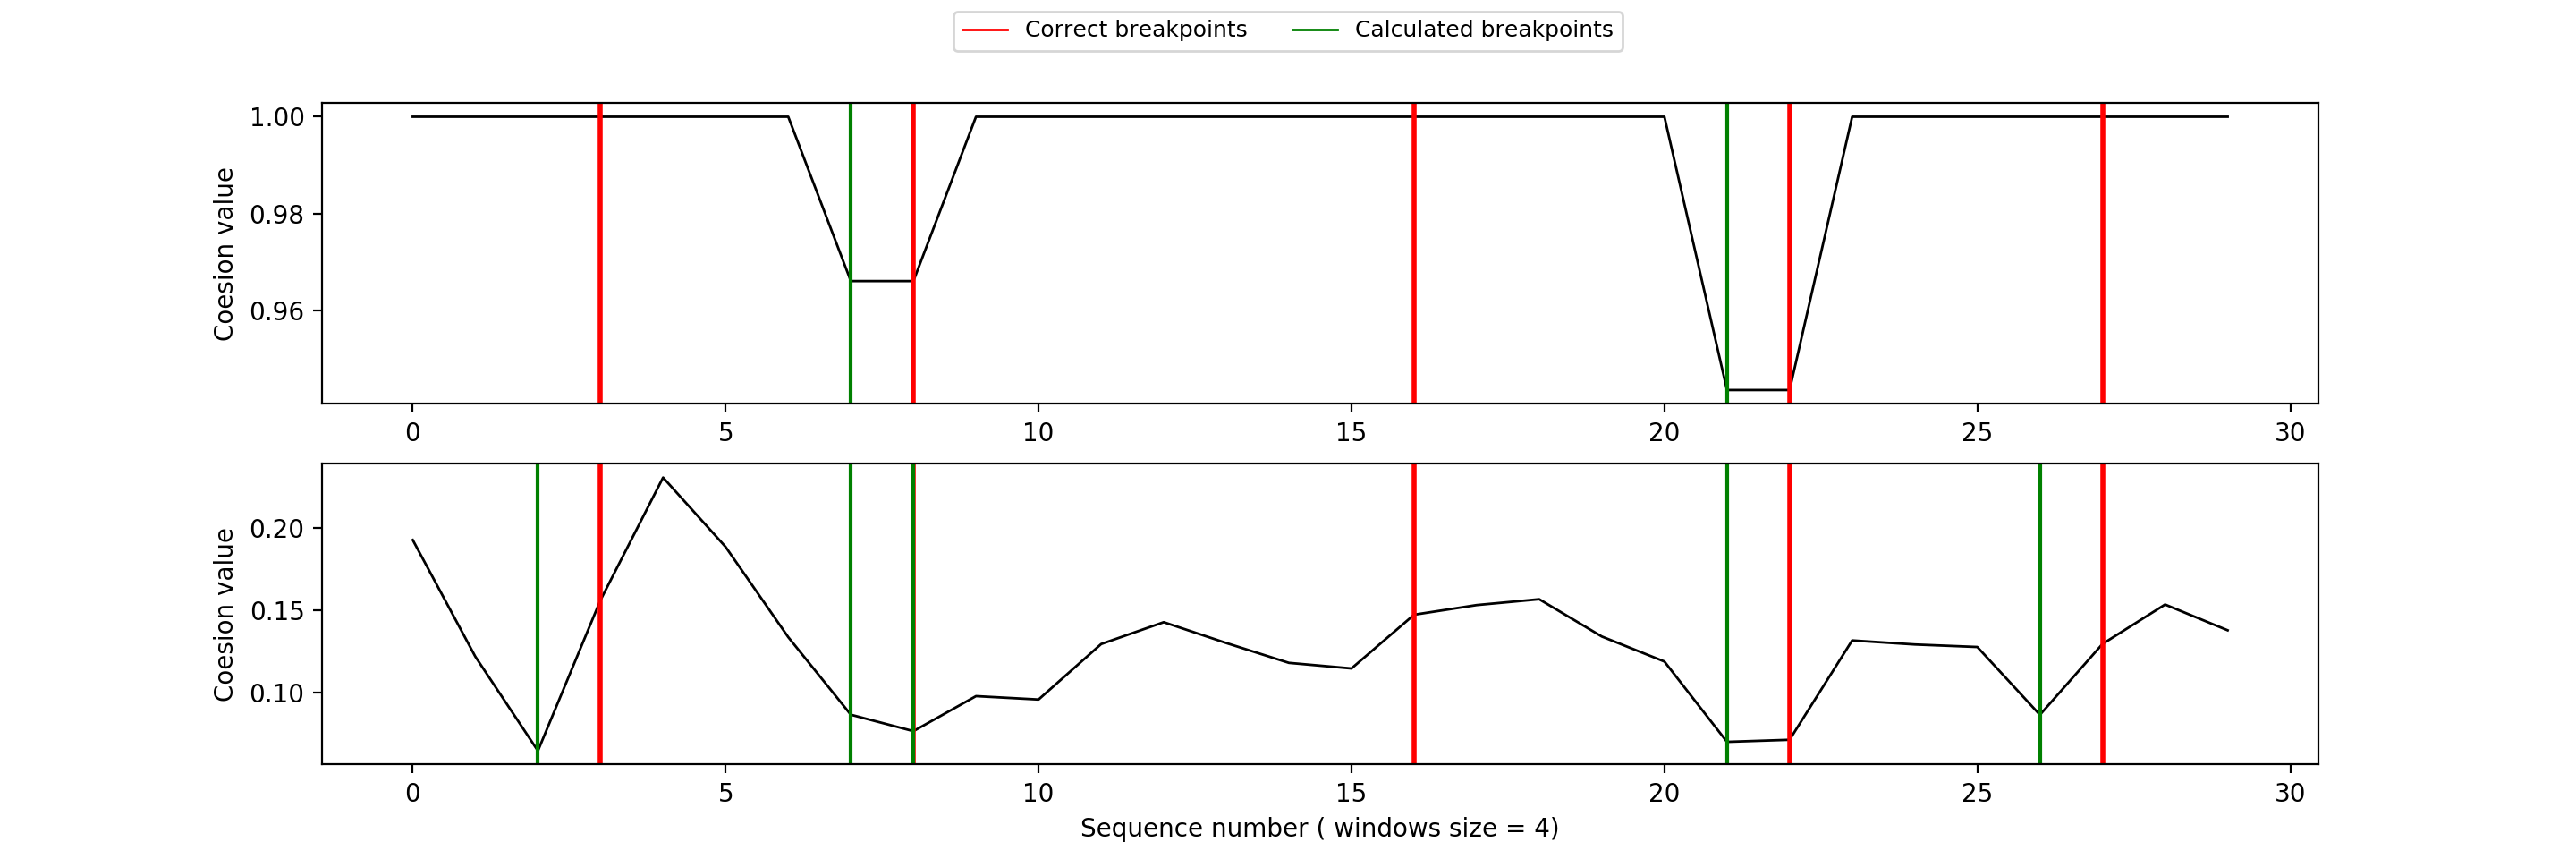 Correct breakpoints Calculated breakpoints
1.00
0.98
0.96
Coesion value
0 5 10 15 20 25 30
0.20
0.15
0.10
Coesion value
0 5 10 15 20 25 30
Sequence number ( windows size = 4)